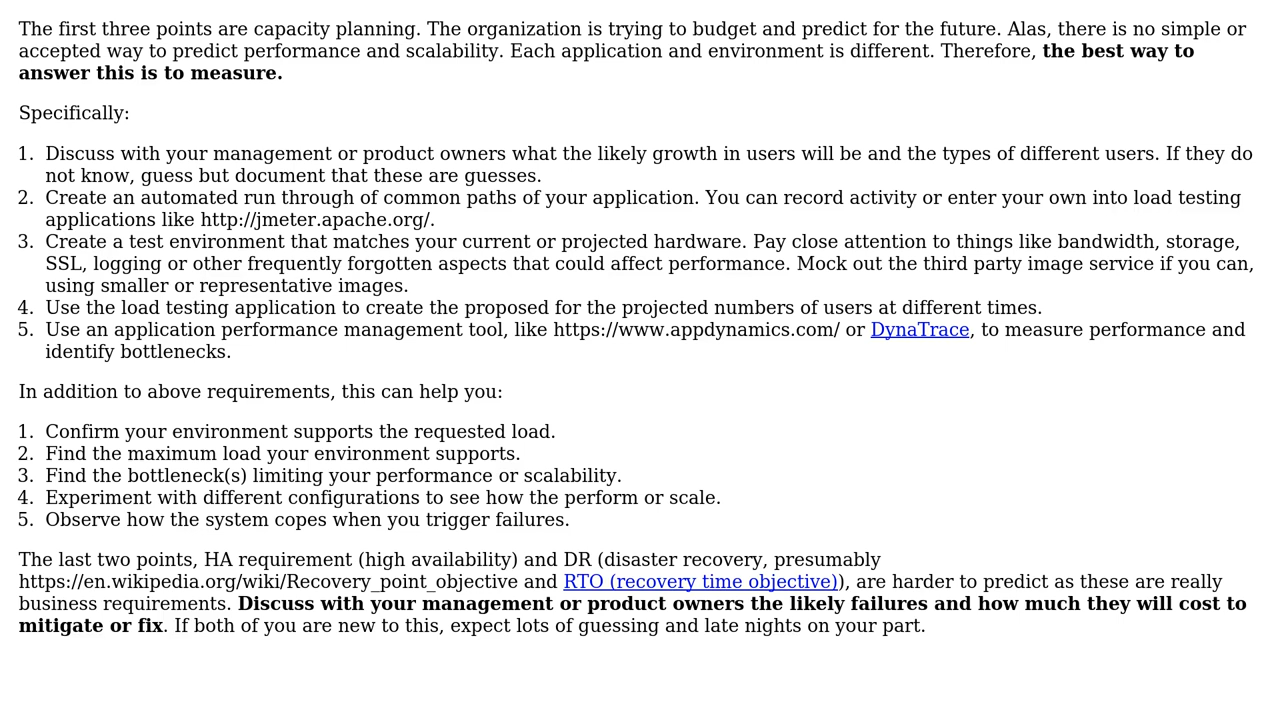 The first three points are capacity planning. The organization is trying to budget and predict for the future. Alas, there is no simple or
accepted way to predict performance and scalability. Each application and environment is different. Therefore, the best way to
answer this is to measure.
Specifically:
1. Discuss with your management or product owners what the likely growth in users will be and the types of different users. If they do
not know, guess but document that these are guesses.
2. Create an automated run through of common paths of your application. You can record activity or enter your own into load testing
applications like http://jmeter.apache.org/.
3. Create a test environment that matches your current or projected hardware. Pay close attention to things like bandwidth, storage,
SSL, logging or other frequently forgotten aspects that could affect performance. Mock out the third party image service if you can,
using smaller or representative images.
4. Use the load testing application to create the proposed for the projected numbers of users at different times.
5. Use an application performance management tool, like https://www.appdynamics.com/ or DynaTrace, to measure performance and
identify bottlenecks.
In addition to above requirements, this can help you:
1. Confirm your environment supports the requested load.
2. Find the maximum load your environment supports.
3. Find the bottleneck(s) limiting your performance or scalability.
4. Experiment with different configurations to see how the perform or scale.
5. Observe how the system copes when you trigger failures.
The last two points, HA requirement (high availability) and DR (disaster recovery, presumably
https://en.wikipedia.org/wiki/Recovery_point_objective and RTO (recovery time objective)), are harder to predict as these are really
business requirements. Discuss with your management or product owners the likely failures and how much they will cost to
mitigate or fix. If both of you are new to this, expect lots of guessing and late nights on your part.